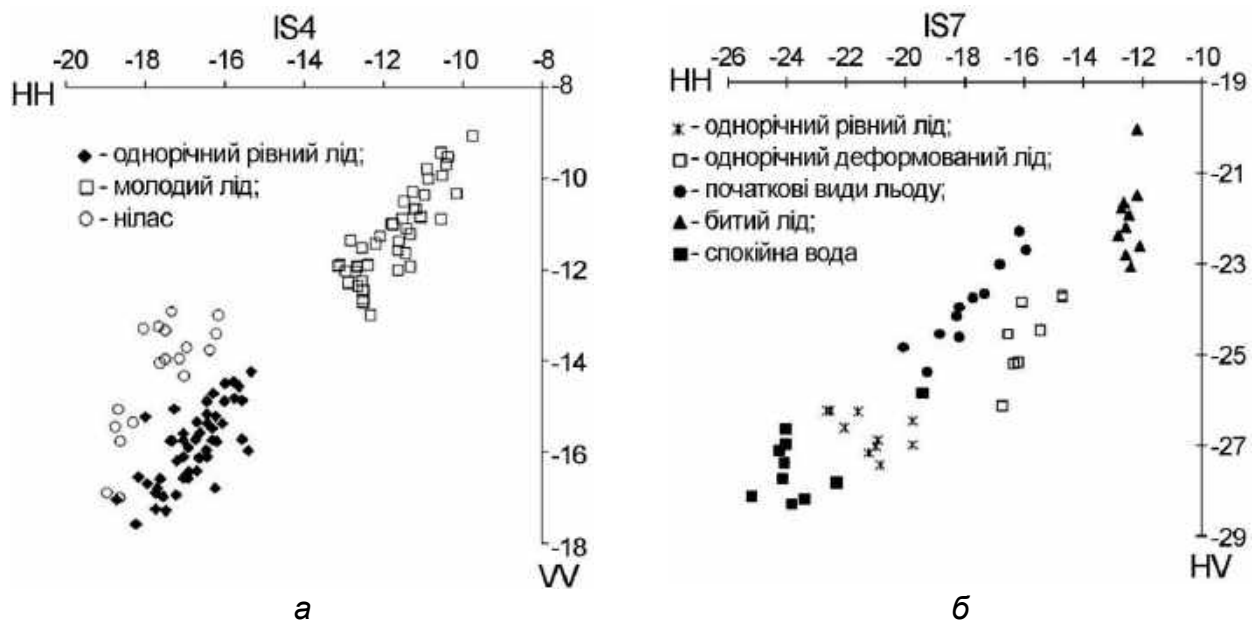 IS4
-20 -18 -16 -14 -12 -10 -8
HH
-8
◆ - однорічний рівний лід;
□ - молодий лід;
○ - нілас
-10
-12
-14
-16
-18
VV
а
IS7
-26 -24 -22 -20 -18 -16 -14 -12 -10
HH
-19
ж - однорічний рівний лід;
□ - однорічний деформований лід;
● - початкові види льоду;
▲ - битий лід;
■ - спокійна вода
-21
-23
-25
-27
-29
HV
б